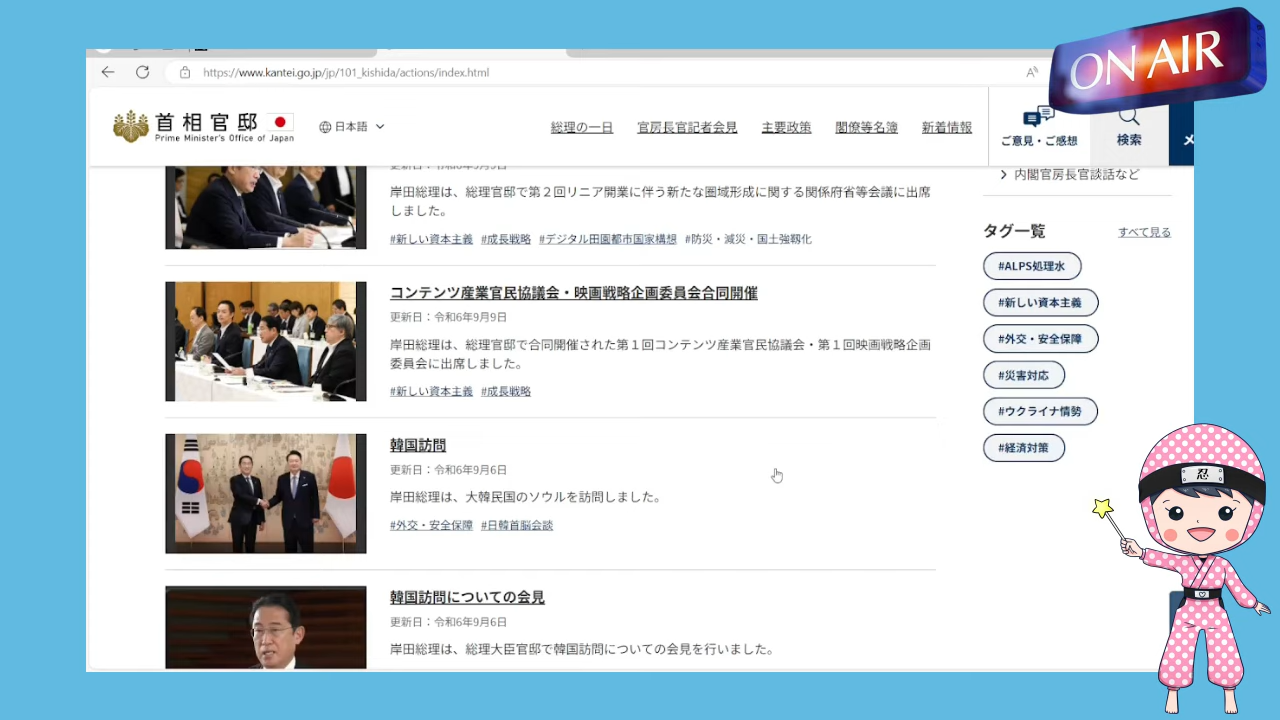 https://www.kantei.go.jp/jp/101_kishida/actions/index.html
ON AIR
首相官邸
Prime Minister's Office of Japan
日本語
総理の一日
官房長官記者会見
主要政策
閣僚等名簿
新着情報
ご意見・ご感想
検索
メ
岸田総理は、総理官邸で第２回リニア開業に伴う新たな圏域形成に関する関係府省等会議に出席
しました。
#新しい資本主義 #成長戦略 #デジタル田園都市国家構想 #防災・減災・国土強靱化
コンテンツ産業官民協議会・映画戦略企画委員会合同開催
更新日：令和6年9月9日
岸田総理は、総理官邸で合同開催された第１回コンテンツ産業官民協議会・第１回映画戦略企画
委員会に出席しました。
#新しい資本主義 #成長戦略
韓国訪問
更新日：令和6年9月6日
岸田総理は、大韓民国のソウルを訪問しました。
#外交・安全保障 #日韓首脳会談
韓国訪問についての会見
更新日：令和6年9月6日
岸田総理は、総理大臣官邸で韓国訪問についての会見を行いました。
内閣官房長官談話など
タグ一覧
すべて見る
#ALPS処理水
#新しい資本主義
#外交・安全保障
#災害対応
#ウクライナ情勢
#経済対策
忍